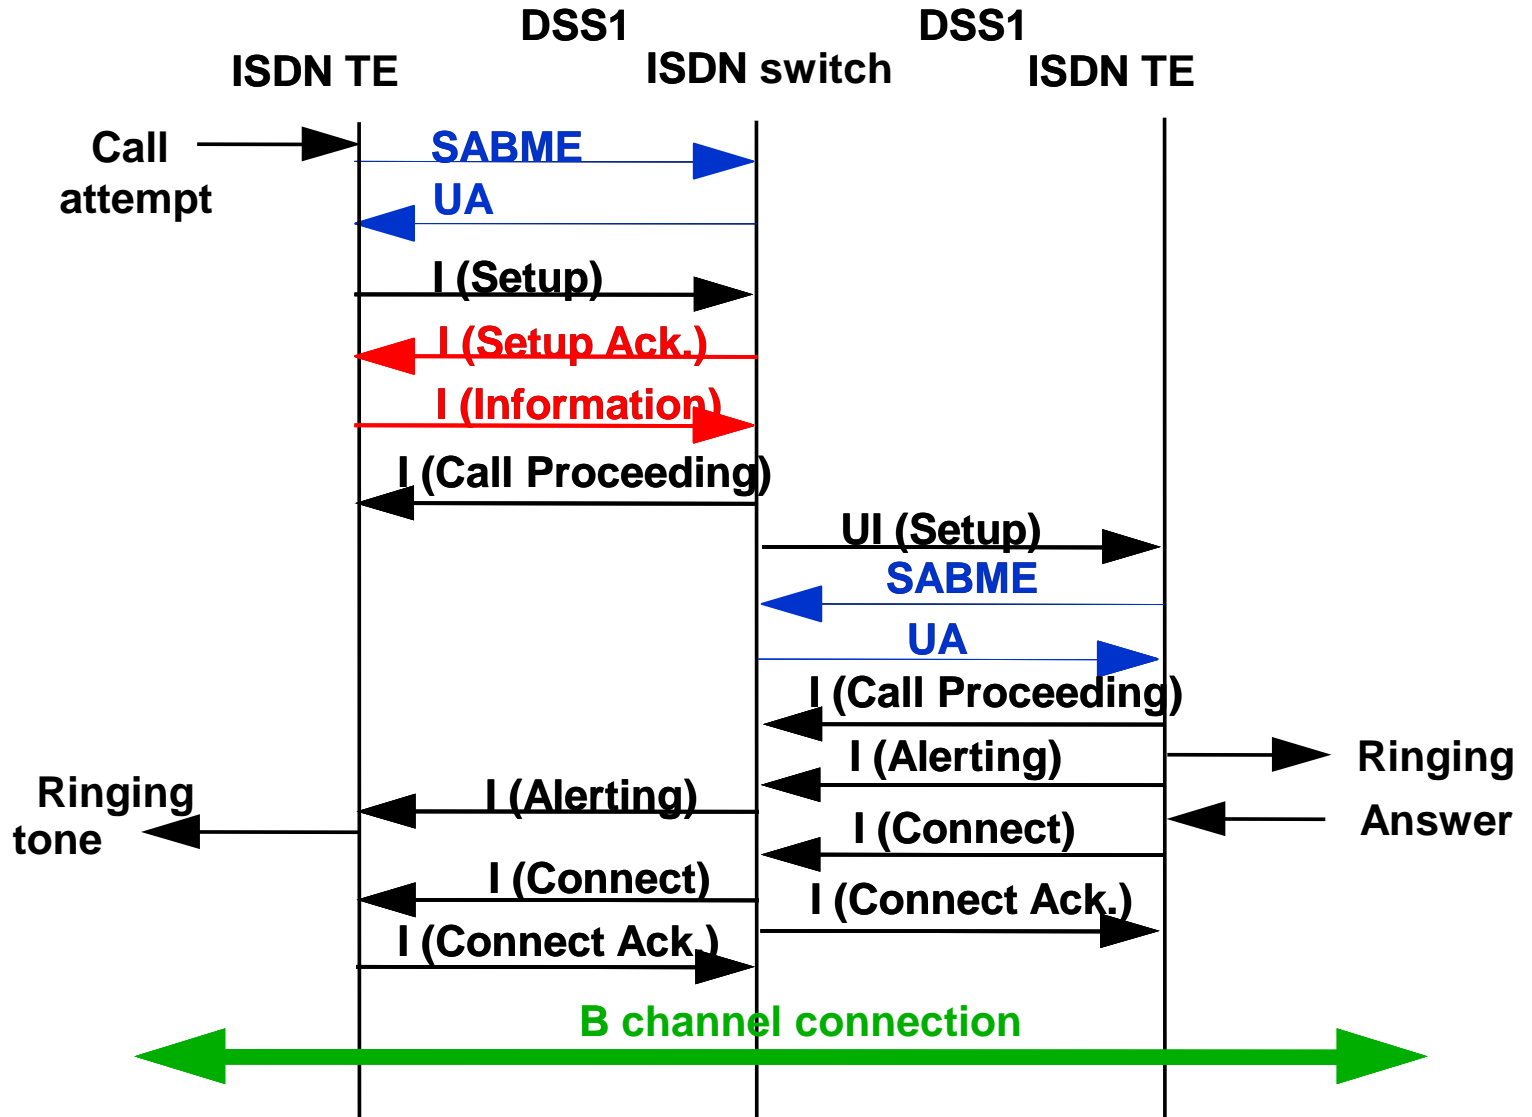 DSS1 DSS1
ISDN TE ISDN switch ISDN TE
Call
attempt
SABME
UA
I (Setup)
I (Setup Ack.)
I (Information)
I (Call Proceeding)
UI (Setup)
SABME
UA
I (Call Proceeding)
I (Alerting)
Ringing
Ringing
tone
I (Alerting)
I (Connect)
Answer
I (Connect)
I (Connect Ack.)
I (Connect Ack.)
B channel connection